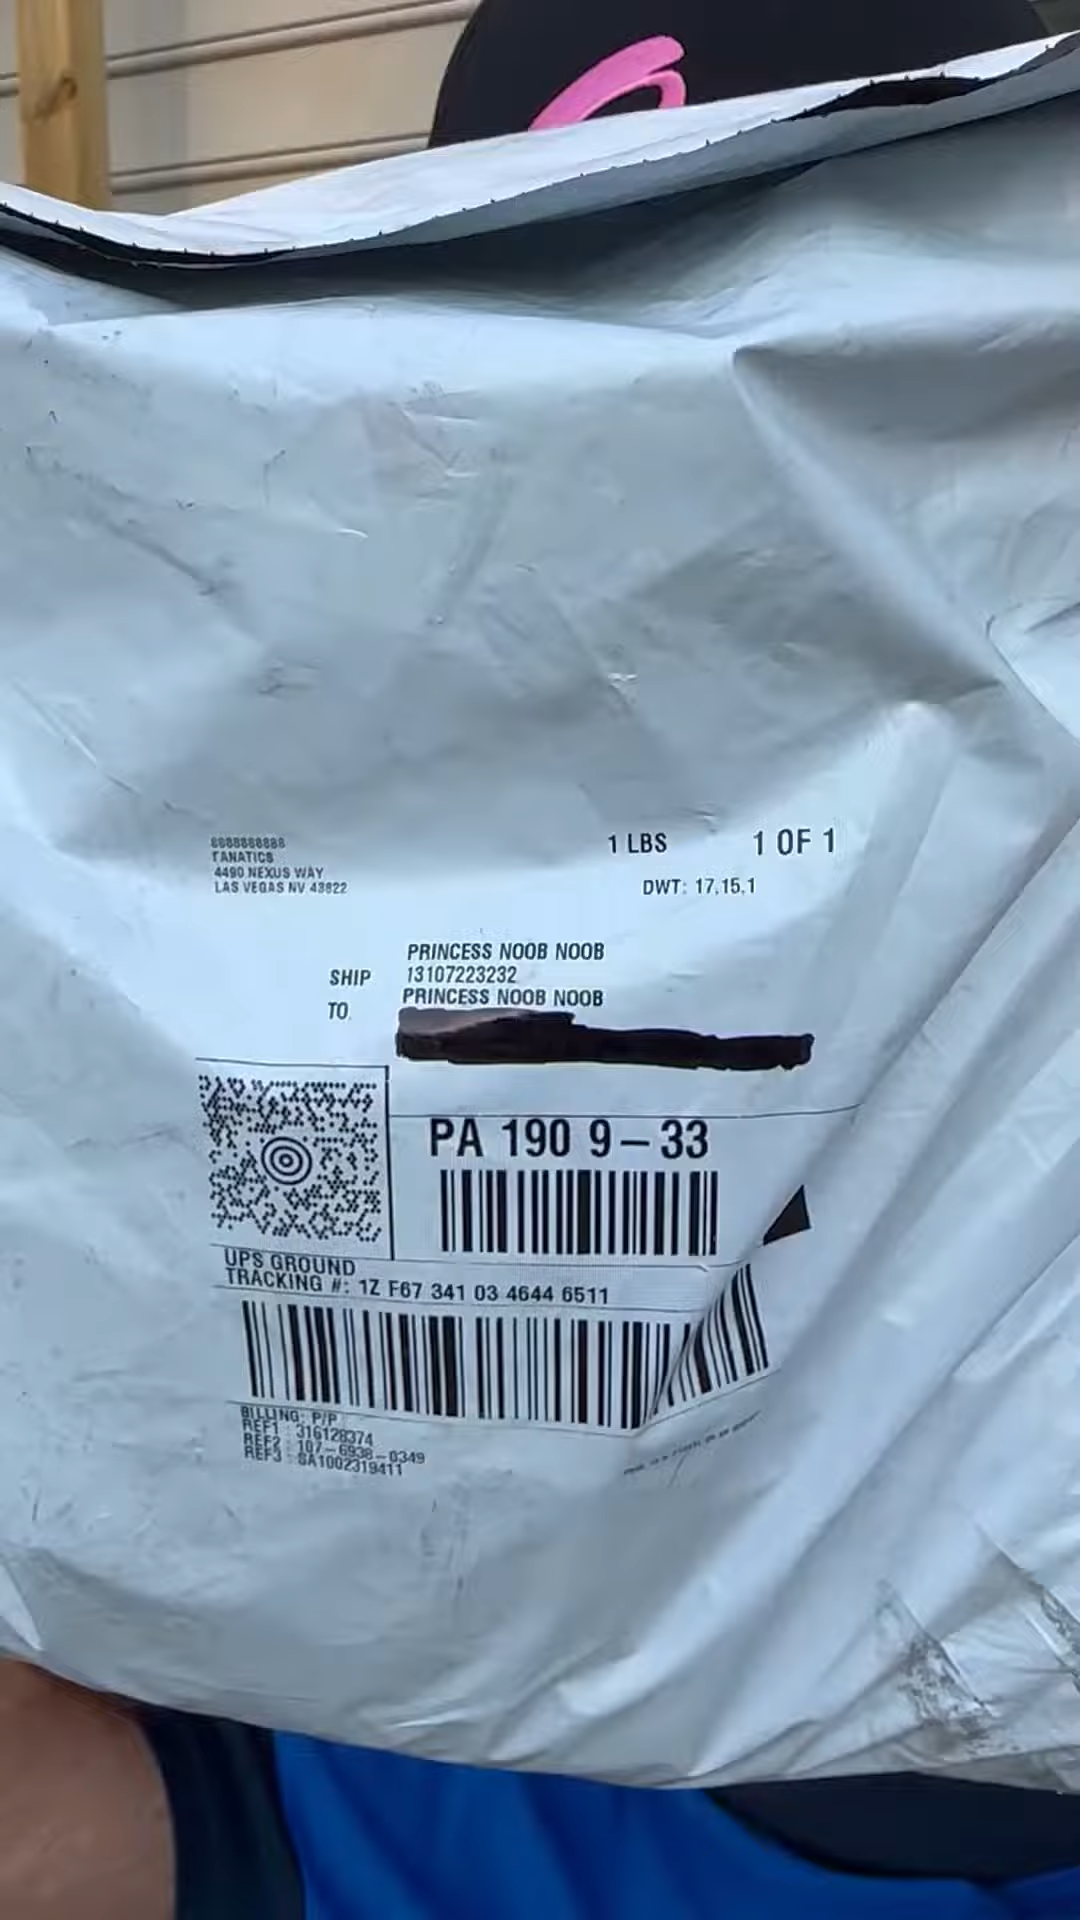 8088888888
FANATICS
4490 NEXUS WAY
LAS VEGAS NV 43822
1 LBS 1 OF 1
DWT: 17,15,1
SHIP TO
PRINCESS NOOB NOOB
13107223232
PRINCESS NOOB NOOB
PA 190 9-33
UPS GROUND
TRACKING #: 1Z F67 341 03 4644 6511
BILLING: P/P
REF1 : 316128374
REF2 : 107-6938-0349
REF3 : SA1002319411